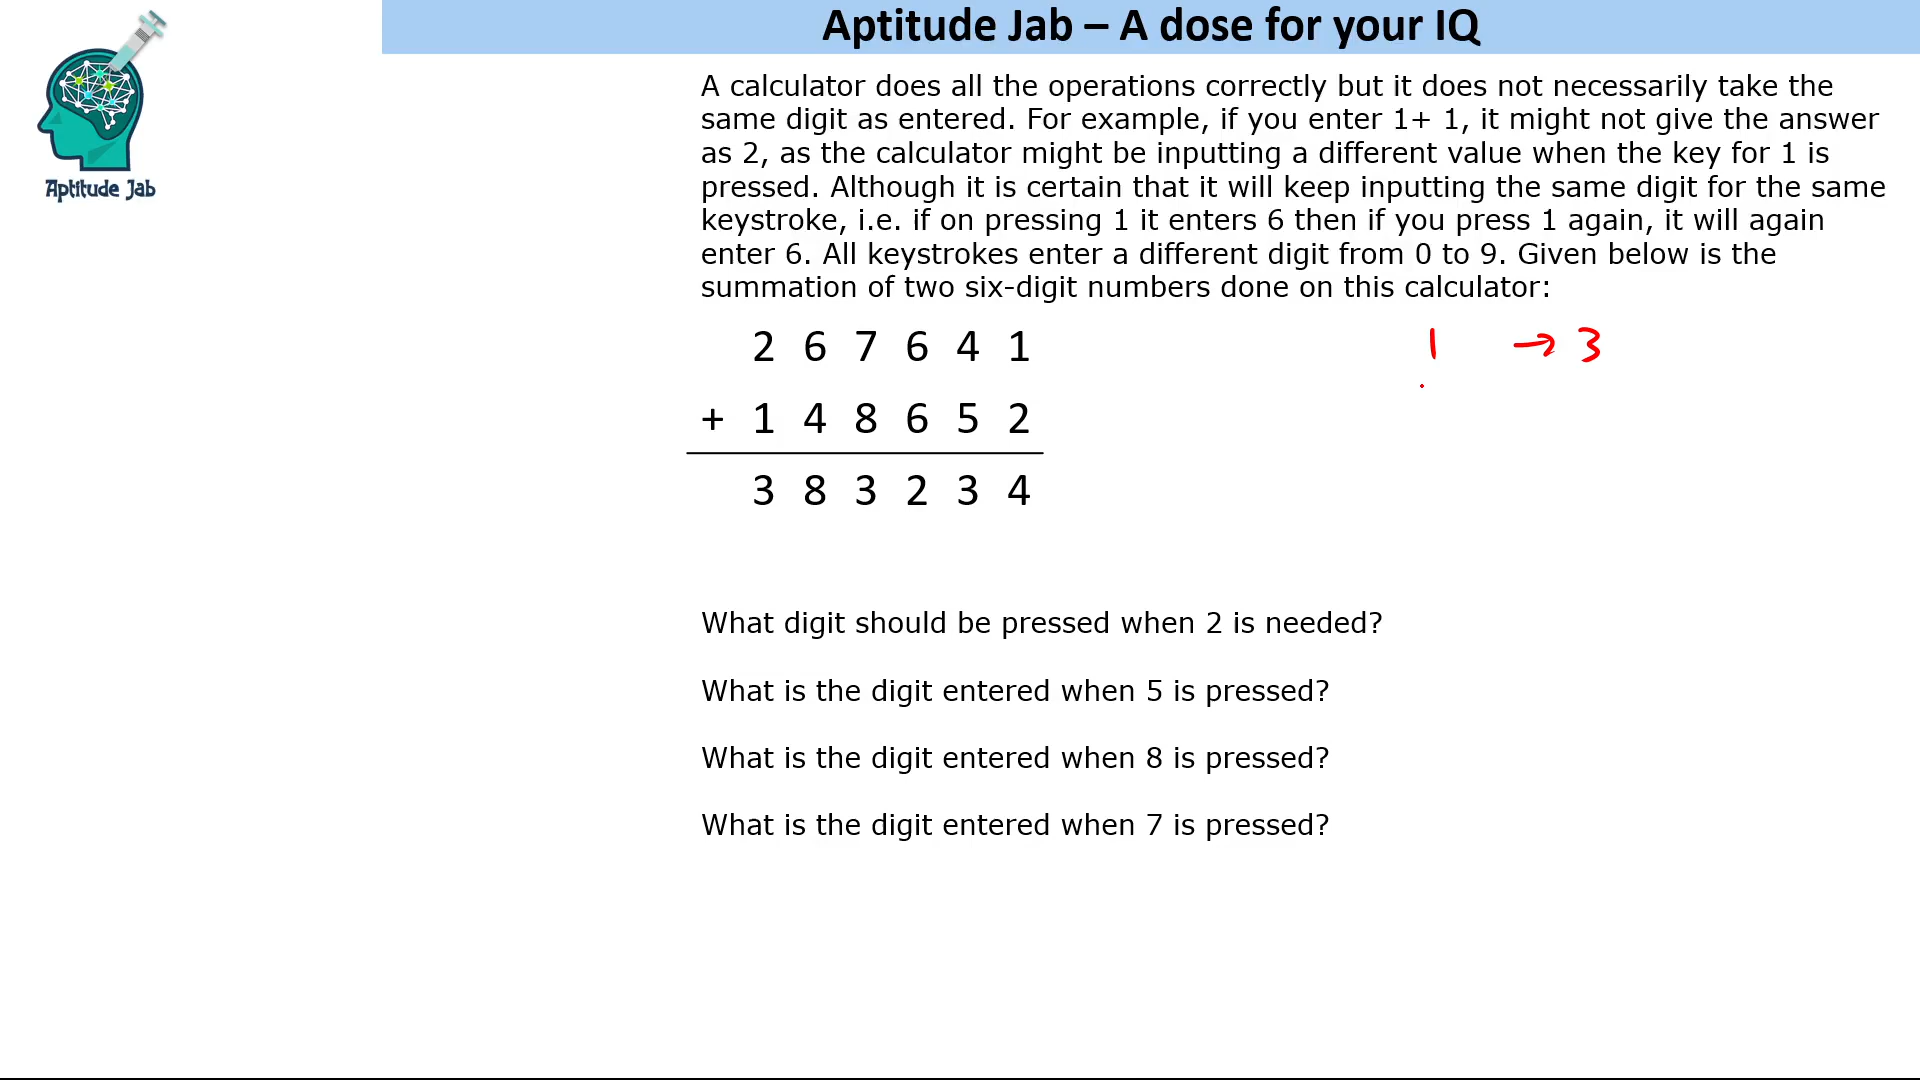 Aptitude Jab – A dose for your IQ
Aptitude Jab
A calculator does all the operations correctly but it does not necessarily take the
same digit as entered. For example, if you enter 1+ 1, it might not give the answer
as 2, as the calculator might be inputting a different value when the key for 1 is
pressed. Although it is certain that it will keep inputting the same digit for the same
keystroke, i.e. if on pressing 1 it enters 6 then if you press 1 again, it will again
enter 6. All keystrokes enter a different digit from 0 to 9. Given below is the
summation of two six-digit numbers done on this calculator:
2 6 7 6 4 1
1 → 3
+ 1 4 8 6 5 2
3 8 3 2 3 4
What digit should be pressed when 2 is needed?
What is the digit entered when 5 is pressed?
What is the digit entered when 8 is pressed?
What is the digit entered when 7 is pressed?